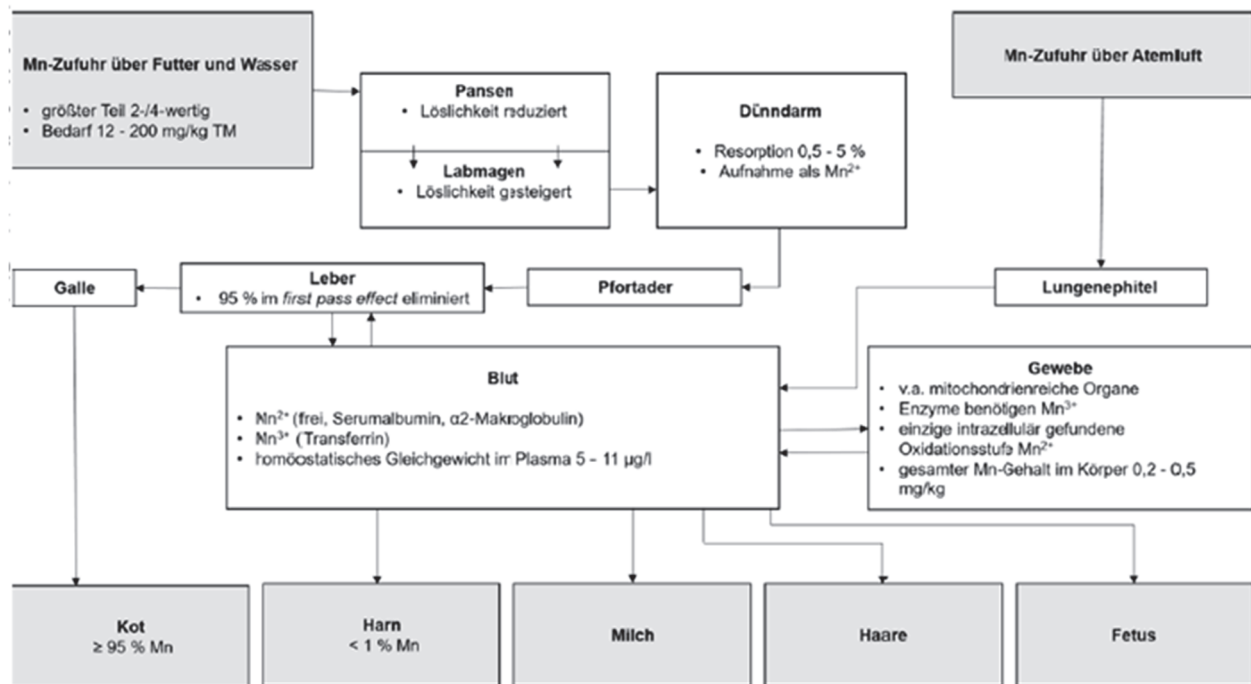 Mn-Zufuhr über Futter und Wasser
• größter Teil 2-/4-wertig
• Bedarf 12 - 200 mg/kg TM
Pansen
• Löslichkeit reduziert
Labmagen
• Löslichkeit gesteigert
Dünndarm
• Resorption 0,5 - 5 %
• Aufnahme als Mn²⁺
Mn-Zufuhr über Atemluft
Galle
Leber
• 95 % im first pass effect eliminiert
Pfortader
Lungenephitel
Blut
• Mn²⁺ (frei, Serumalbumin, α2-Makroglobulin)
• Mn³⁺ (Transferrin)
• homöostatisches Gleichgewicht im Plasma 5 – 11 µg/l
Gewebe
• v.a. mitochondrienreiche Organe
• Enzyme benötigen Mn³⁺
• einzige intrazellulär gefundene
Oxidationsstufe Mn²⁺
• gesamter Mn-Gehalt im Körper 0,2 - 0,5
mg/kg
Kot
≥ 95 % Mn
Harn
< 1 % Mn
Milch
Haare
Fetus